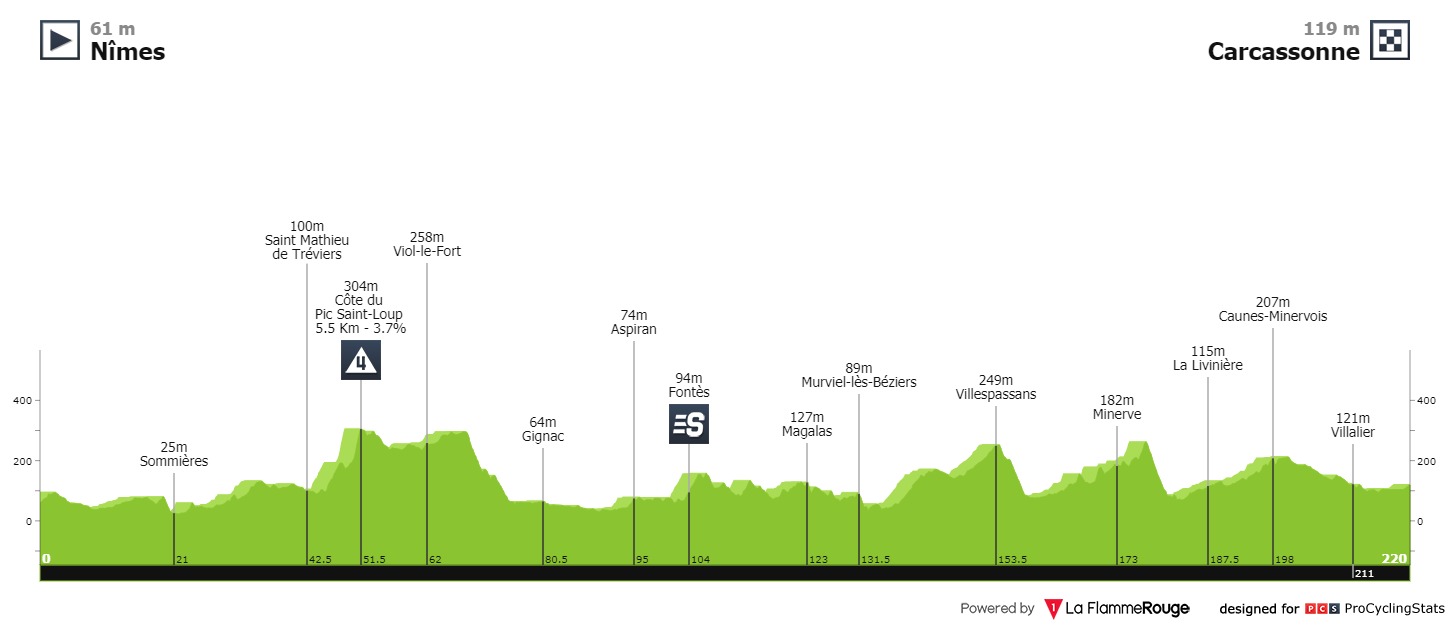 61 m
Nîmes
119 m
Carcassonne
100m
Saint Mathieu
de Tréviers
258m
Viol-le-Fort
304m
Côte du
Pic Saint-Loup
5.5 Km - 3.7%
4
207m
Caunes-Minervois
74m
Aspiran
115m
La Livinière
89m
Murviel-lès-Béziers
94m
Fontès
S
249m
Villespassans
182m
Minerve
127m
Magalas
121m
Villalier
64m
Gignac
25m
Sommières
400
400
200
200
0
0
0
21
42.5
51.5
62
80.5
95
104
123
131.5
153.5
173
187.5
198
220
211
Powered by 1 La FlammeRouge designed for PCS ProCyclingStats